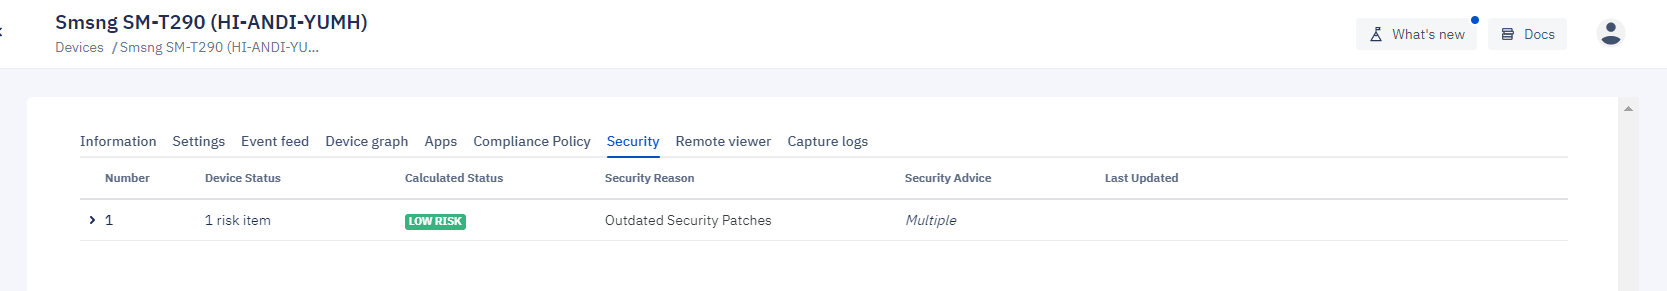 Smsng SM-T290 (HI-ANDI-YUMH)
Devices / Smsng SM-T290 (HI-ANDI-YU...
What's new
Docs
Information Settings Event feed Device graph Apps Compliance Policy Security Remote viewer Capture logs
Number Device Status Calculated Status Security Reason Security Advice Last Updated
1 1 risk item LOW RISK Outdated Security Patches Multiple